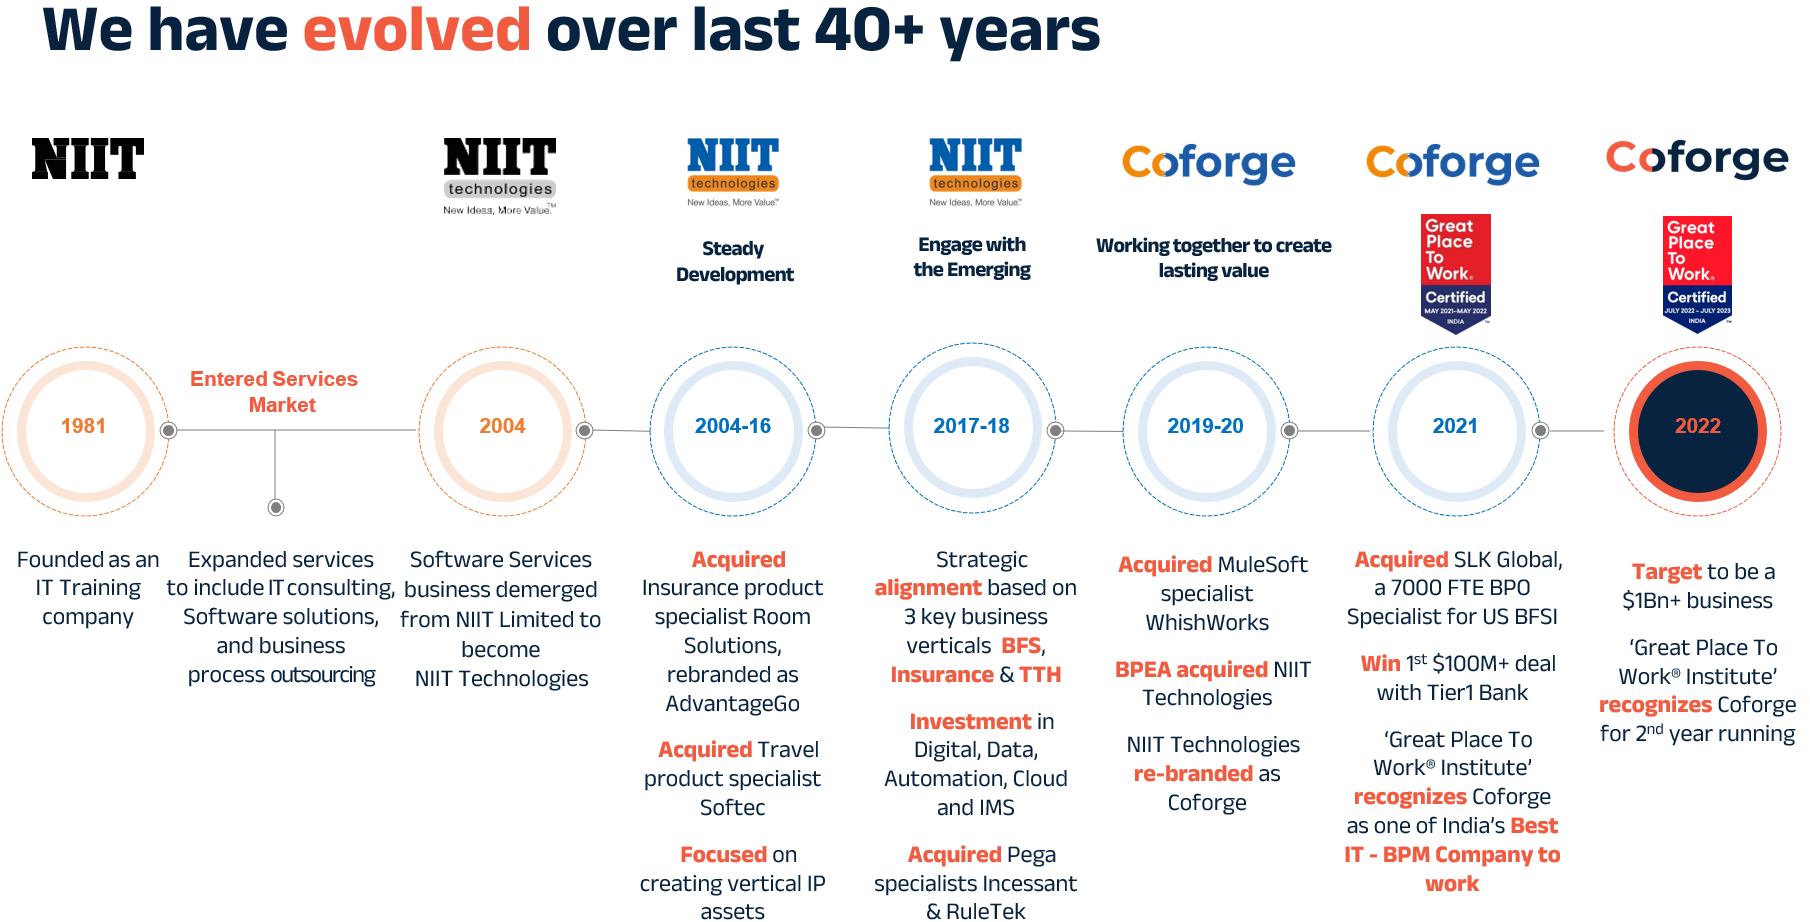 We have evolved over last 40+ years
NIIT
NIIT
technologies
New Ideas, More Value.™
NIIT
technologies
New Ideas, More Value.™
Steady
Development
NIIT
technologies
New Ideas, More Value.™
Engage with
the Emerging
Coforge
Working together to create
lasting value
Coforge
Great
Place
To
Work®
Certified
MAY 2021-MAY 2022
INDIA
™
Coforge
Great
Place
To
Work®
Certified
JULY 2022 - JULY 2023
INDIA
™
1981
Entered Services
Market
2004
2004-16
2017-18
2019-20
2021
2022
Founded as an
IT Training
company
Expanded services
to include IT consulting,
Software solutions,
and business
process outsourcing
Software Services
business demerged
from NIIT Limited to
become
NIIT Technologies
Acquired
Insurance product
specialist Room
Solutions,
rebranded as
AdvantageGo
Acquired Travel
product specialist
Softec
Focused on
creating vertical IP
assets
Strategic
alignment based on
3 key business
verticals BFS,
Insurance & TTH
Investment in
Digital, Data,
Automation, Cloud
and IMS
Acquired Pega
specialists Incessant
& RuleTek
Acquired MuleSoft
specialist
WhishWorks
BPEA acquired NIIT
Technologies
NIIT Technologies
re-branded as
Coforge
Acquired SLK Global,
a 7000 FTE BPO
Specialist for US BFSI
Win 1st $100M+ deal
with Tier1 Bank
‘Great Place To
Work® Institute’
recognizes Coforge
as one of India’s Best
IT - BPM Company to
work
Target to be a
$1Bn+ business
‘Great Place To
Work® Institute’
recognizes Coforge
for 2nd year running